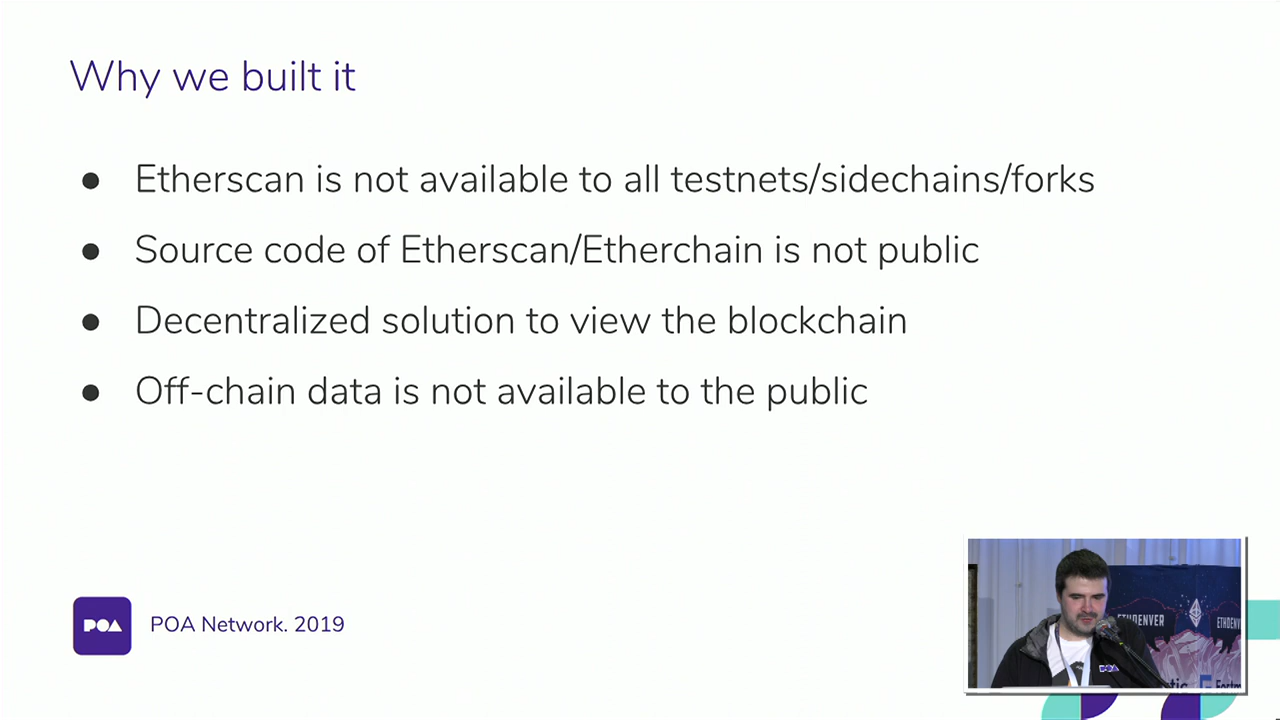 Why we built it
● Etherscan is not available to all testnets/sidechains/forks
● Source code of Etherscan/Etherchain is not public
● Decentralized solution to view the blockchain
● Off-chain data is not available to the public
POA
POA Network. 2019
ETHDENVER
POA